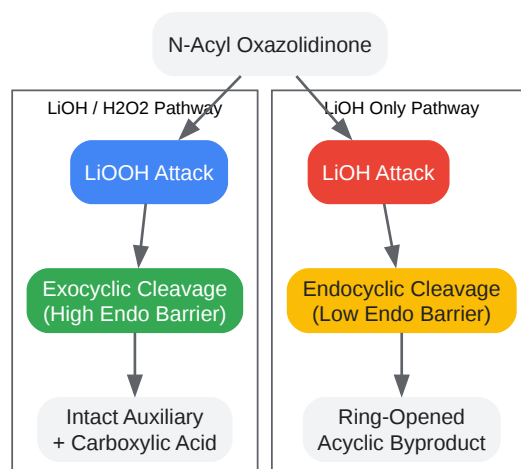 N-Acyl Oxazolidinone
LiOH / H2O2 Pathway
LiOOH Attack
Exocyclic Cleavage
(High Endo Barrier)
Intact Auxiliary
+ Carboxylic Acid
LiOH Only Pathway
LiOH Attack
Endocyclic Cleavage
(Low Endo Barrier)
Ring-Opened
Acyclic Byproduct